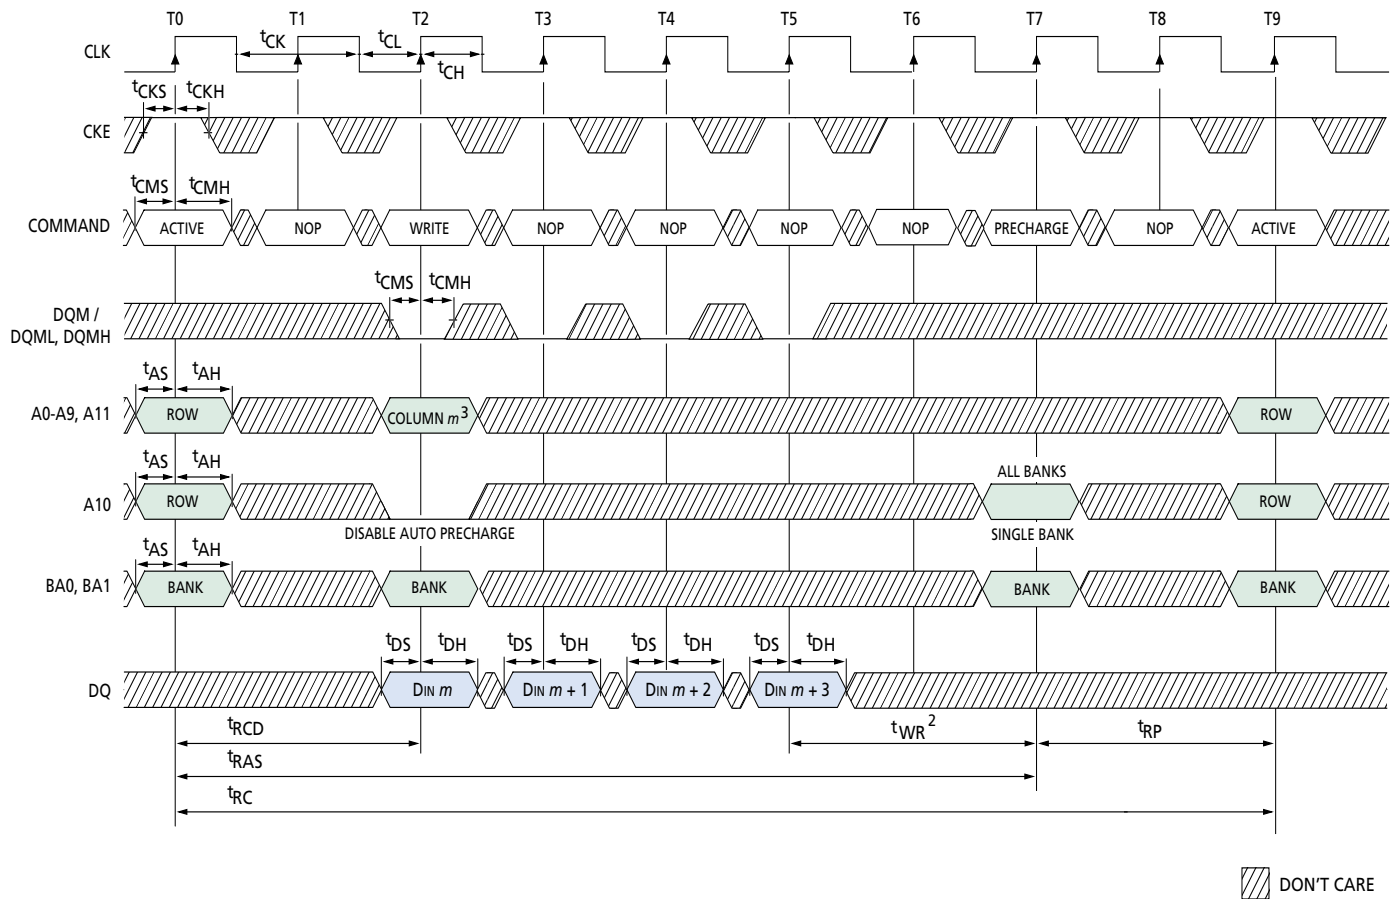 T0 T1 T2 T3 T4 T5 T6 T7 T8 T9
CLK
tCK tCL
tCH
tCKS tCKH
CKE
tCMS tCMH
COMMAND ACTIVE NOP WRITE NOP NOP NOP NOP PRECHARGE NOP ACTIVE
tCMS tCMH
DQM /
DQML, DQMH
tAS tAH
A0-A9, A11 ROW COLUMN m3 ROW
tAS tAH
ALL BANKS
A10 ROW ROW
DISABLE AUTO PRECHARGE SINGLE BANK
tAS tAH
BA0, BA1 BANK BANK BANK BANK
tDS tDH tDS tDH tDS tDH tDS tDH
DQ DIN m DIN m + 1 DIN m + 2 DIN m + 3
tRCD tWR2 tRP
tRAS
tRC
DON'T CARE